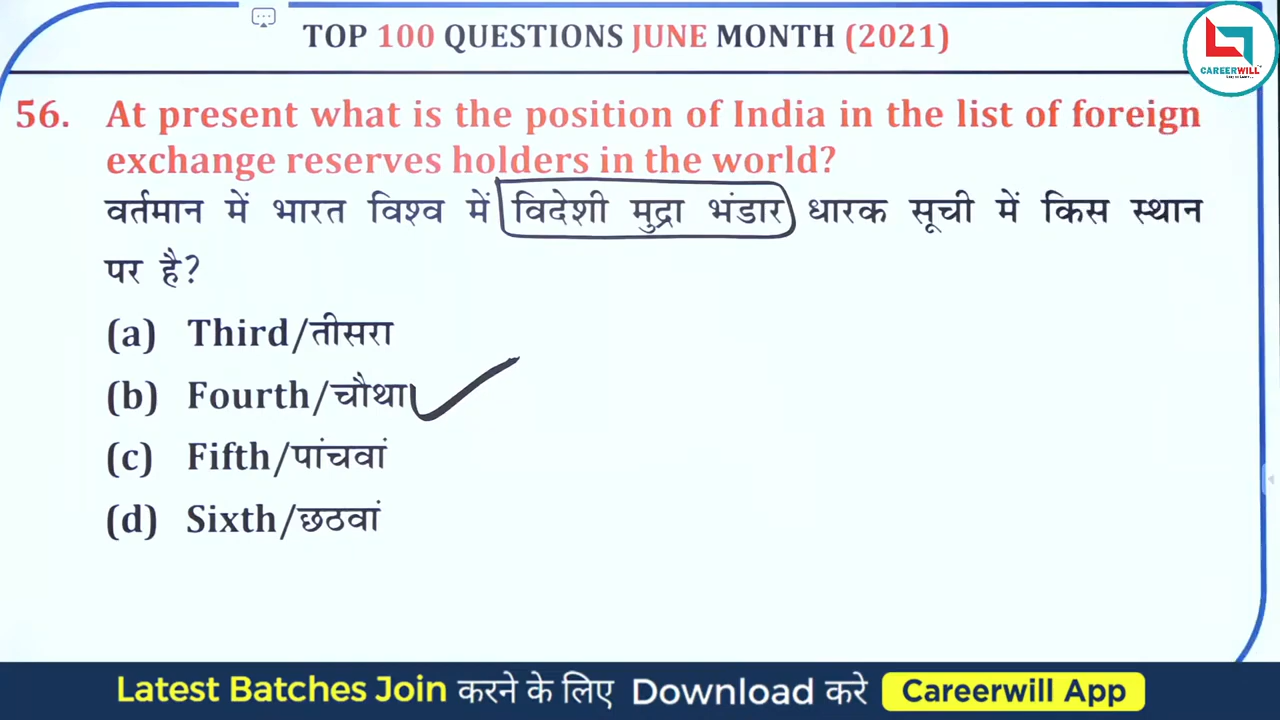 TOP 100 QUESTIONS JUNE MONTH (2021)
CAREERWILL
56. At present what is the position of India in the list of foreign
exchange reserves holders in the world?
वर्तमान में भारत विश्व में विदेशी मुद्रा भंडार धारक सूची में किस स्थान
पर है?
(a) Third/तीसरा
(b) Fourth/चौथा
(c) Fifth/पांचवां
(d) Sixth/छठवां
Latest Batches Join करने के लिए Download करे Careerwill App